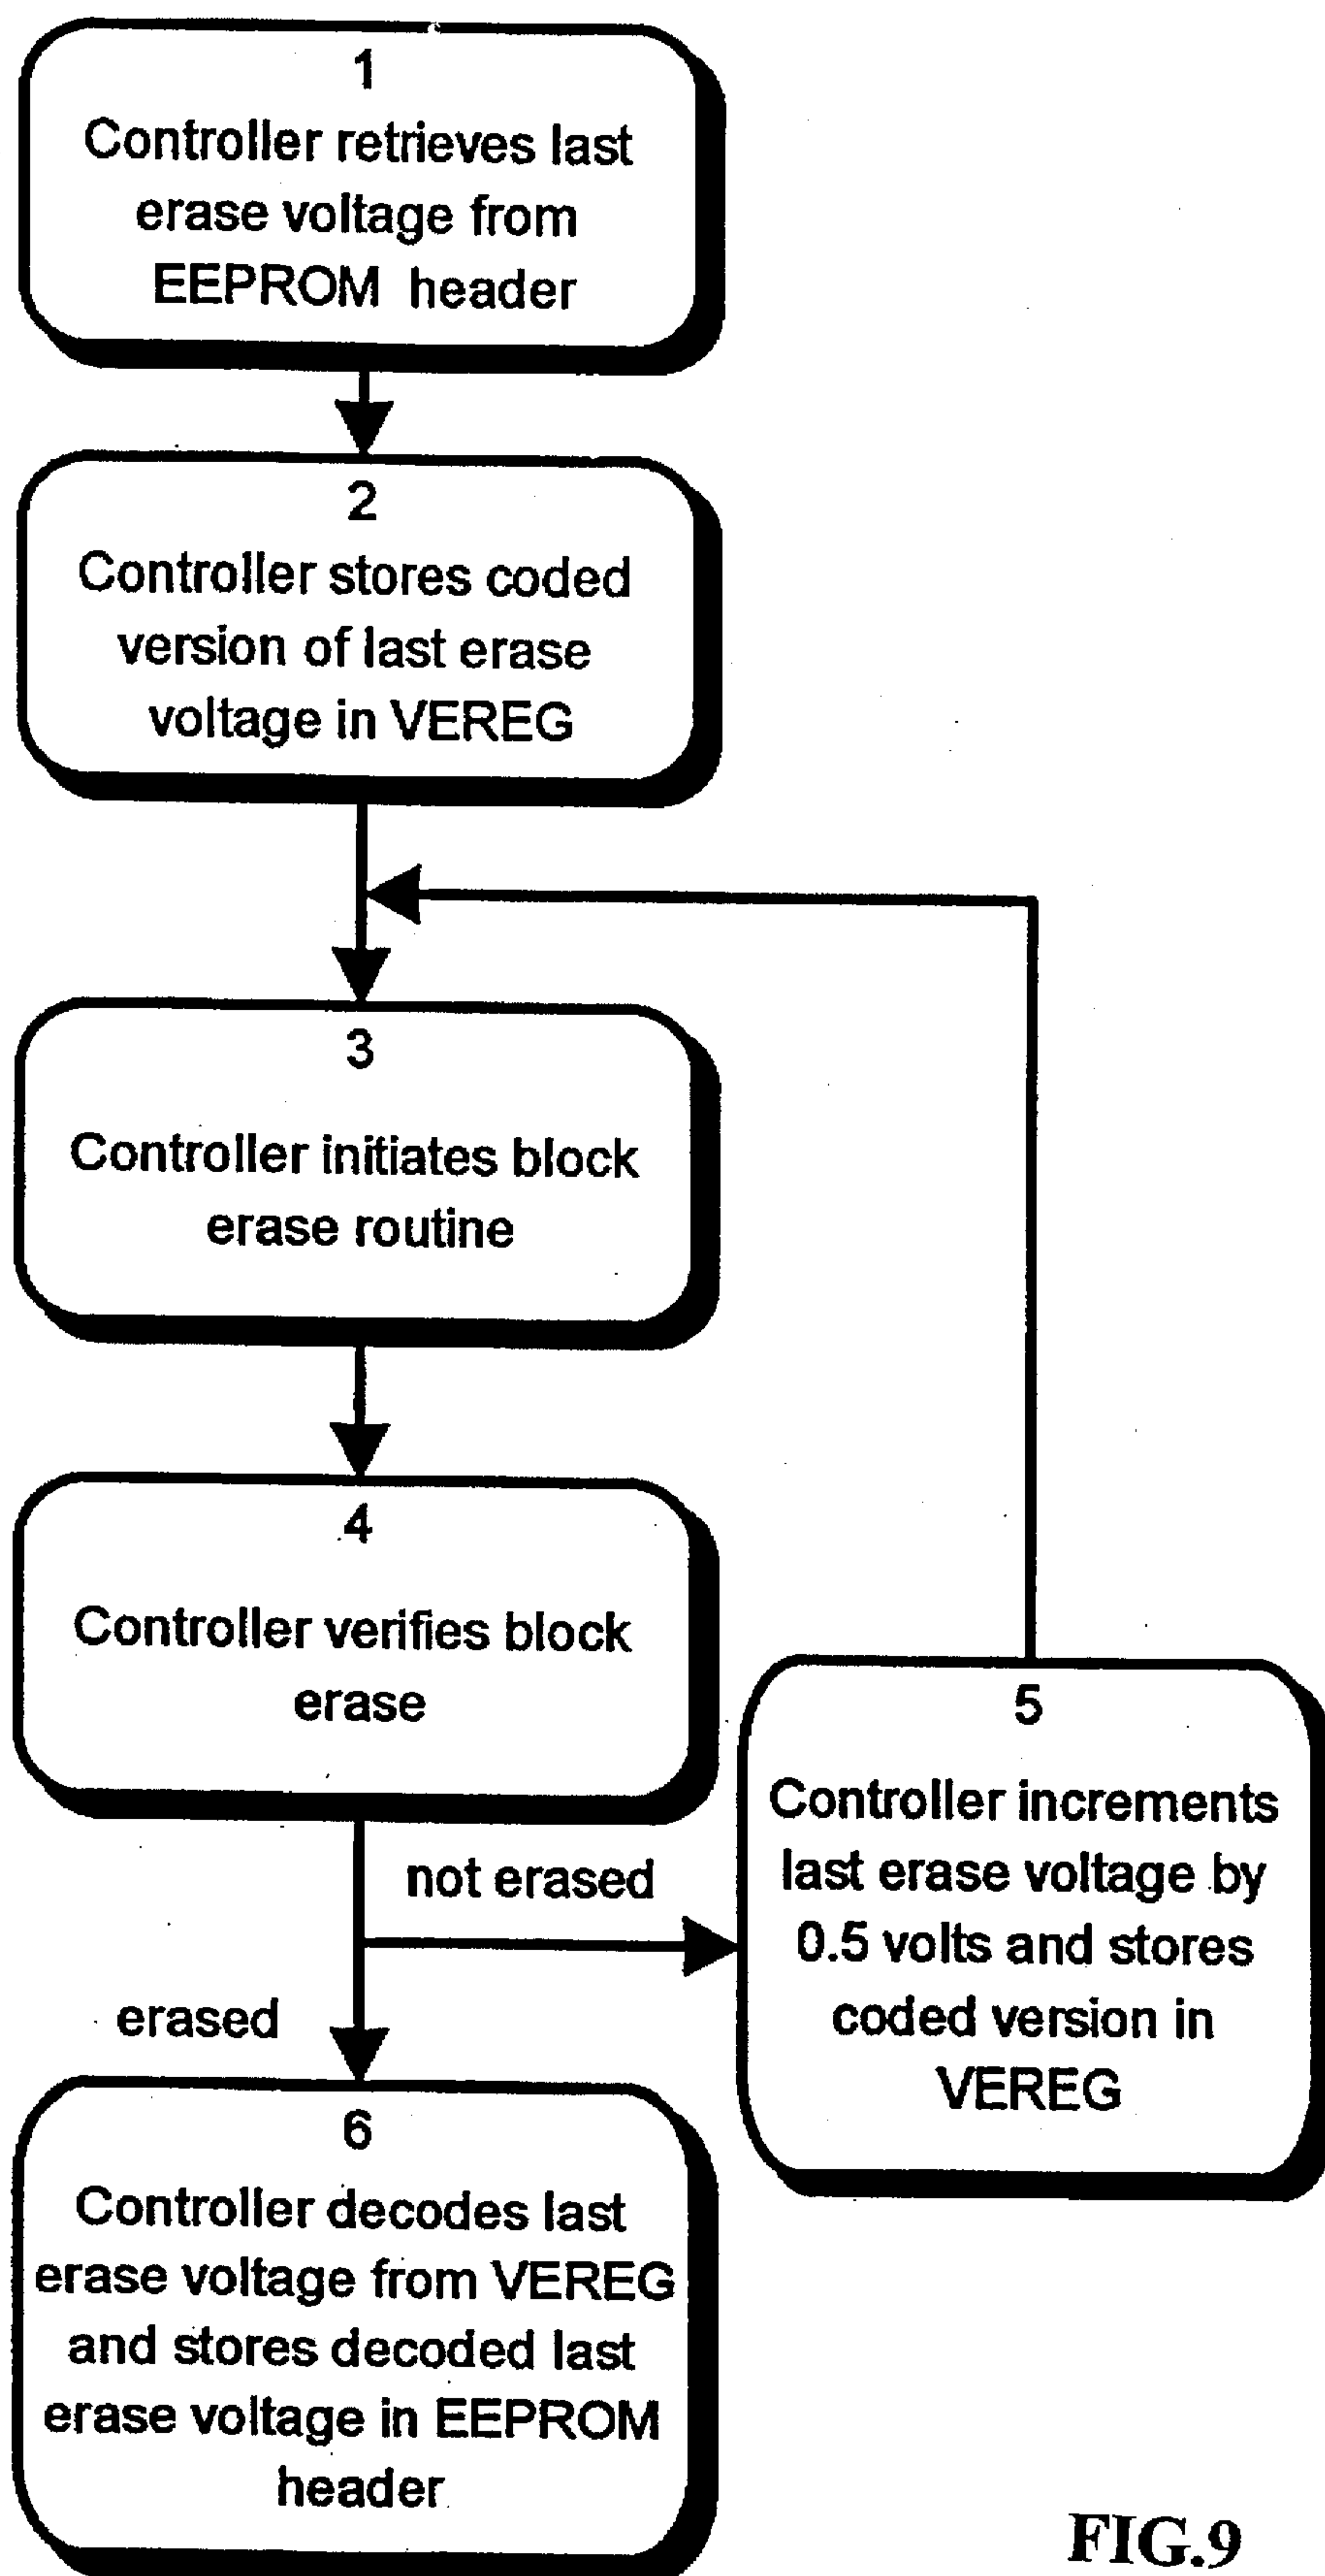 1
Controller retrieves last
erase voltage from
EEPROM header
2
Controller stores coded
version of last erase
voltage in VEREG
3
Controller initiates block
erase routine
4
Controller verifies block
erase
not erased
erased
5
Controller increments
last erase voltage by
0.5 volts and stores
coded version in
VEREG
6
Controller decodes last
erase voltage from VEREG
and stores decoded last
erase voltage in EEPROM
header
FIG.9